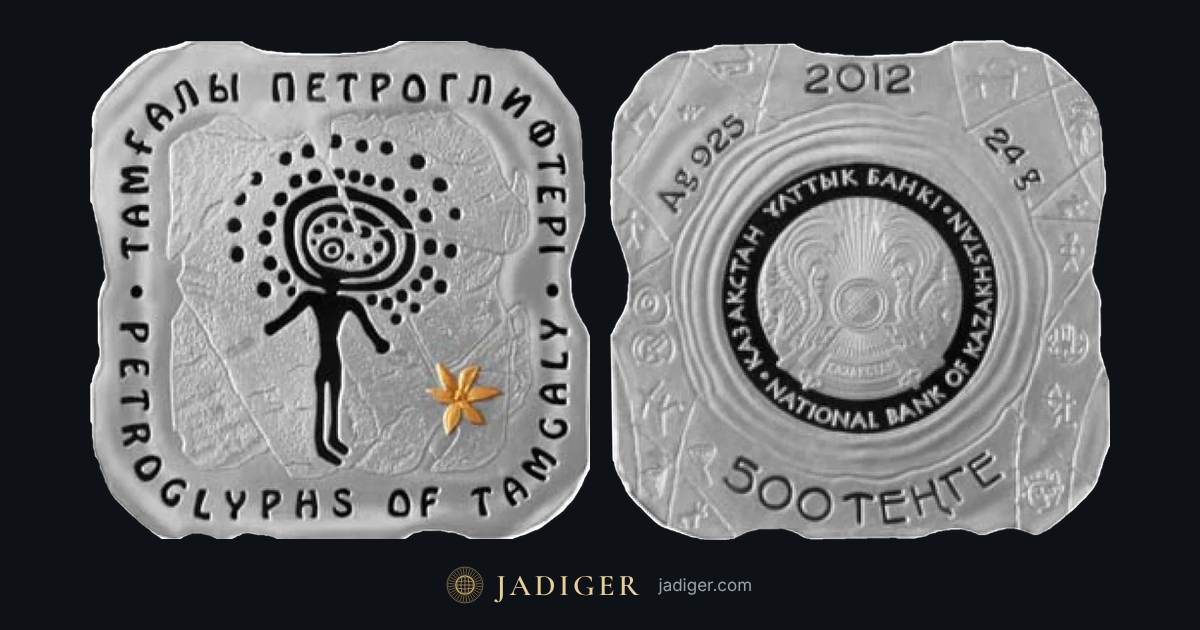 ТАМҒАЛЫ ПЕТРОГЛИФТЕРІ
• PETROGLYPHS OF TAMGALY •
2012
Ag 925
24 g
ҚАЗАҚСТАН ҰЛТТЫҚ БАНКІ
• NATIONAL BANK OF KAZAKHSTAN •
ҚАЗАҚСТАН
500 ТЕҢГЕ
JADIGER
jadiger.com